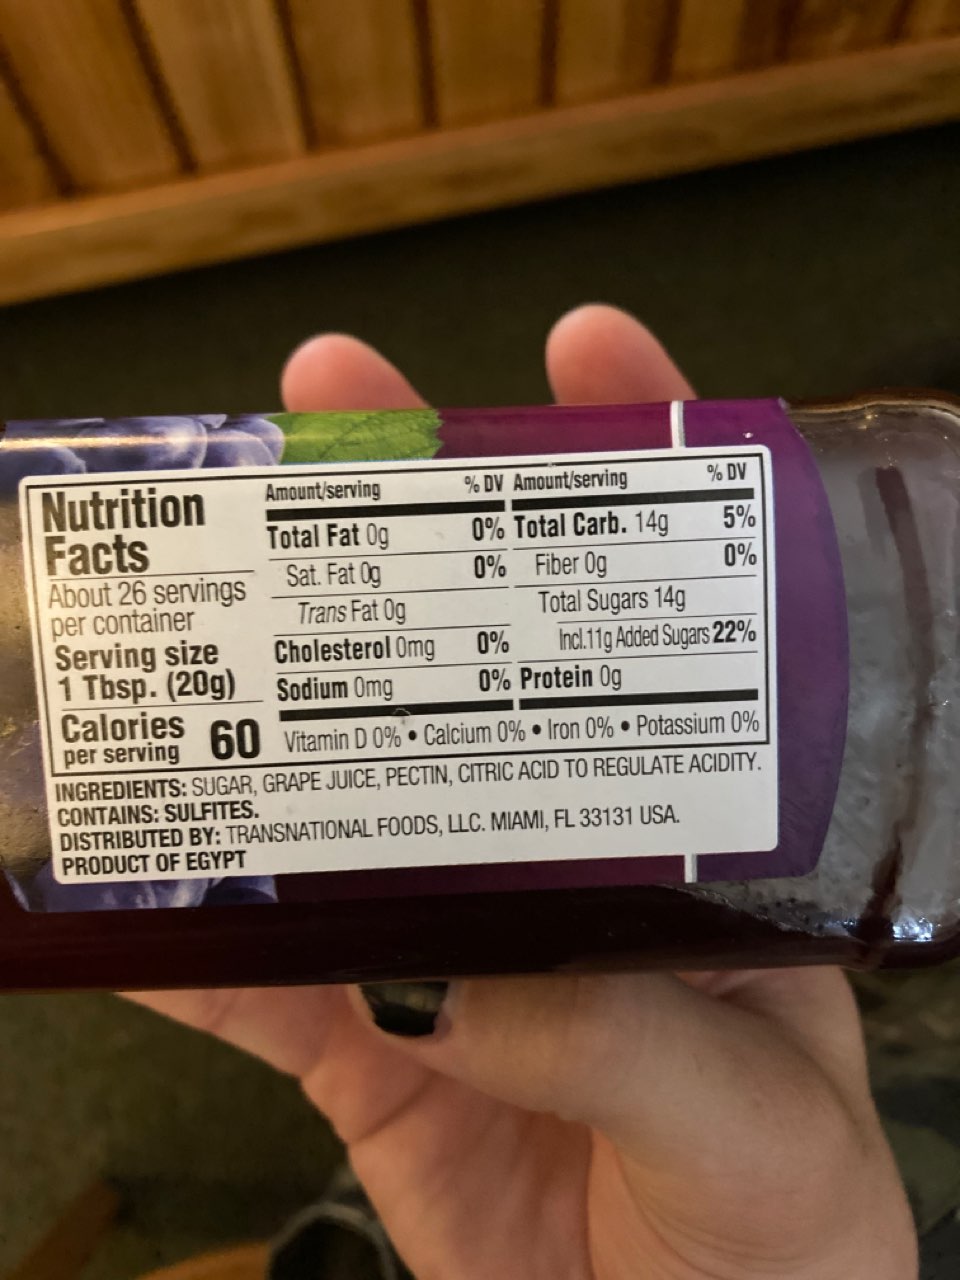 Nutrition
Facts
About 26 servings
per container
Serving size
1 Tbsp. (20g)
Calories
per serving 60
Amount/serving % DV
Total Fat 0g 0%
Sat. Fat 0g 0%
Trans Fat 0g
Cholesterol 0mg 0%
Sodium 0mg 0%
Amount/serving % DV
Total Carb. 14g 5%
Fiber 0g 0%
Total Sugars 14g
Incl.11g Added Sugars 22%
Protein 0g
Vitamin D 0% • Calcium 0% • Iron 0% • Potassium 0%
INGREDIENTS: SUGAR, GRAPE JUICE, PECTIN, CITRIC ACID TO REGULATE ACIDITY.
CONTAINS: SULFITES.
DISTRIBUTED BY: TRANSNATIONAL FOODS, LLC. MIAMI, FL 33131 USA.
PRODUCT OF EGYPT